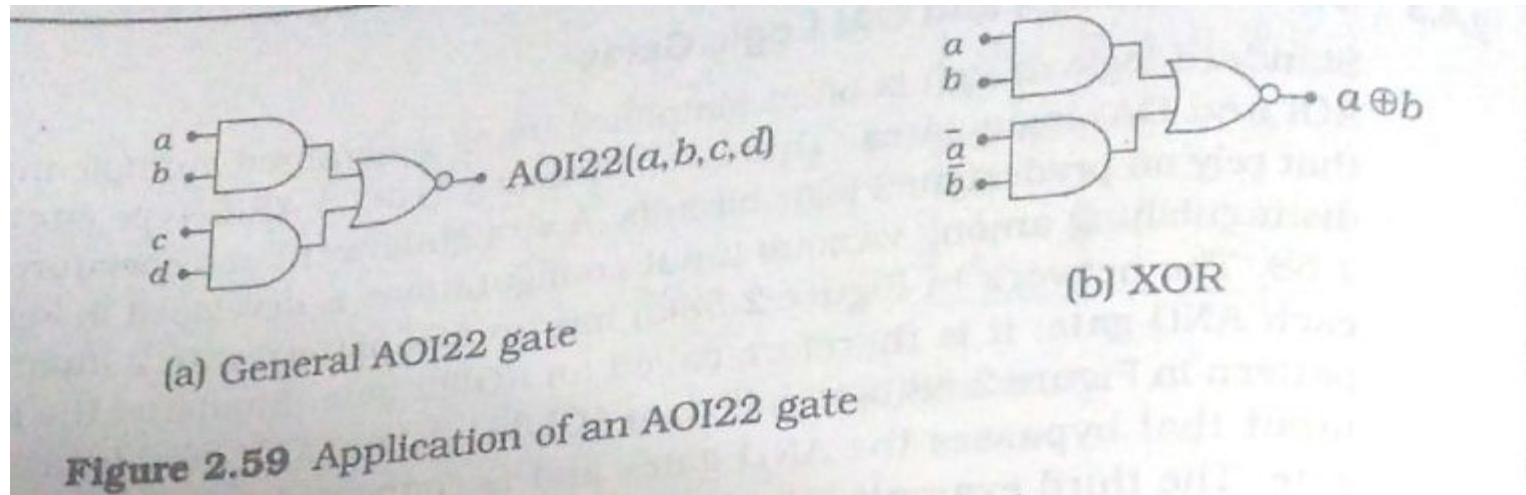 a
b
c
d
AOI22(a,b,c,d)
(a) General AOI22 gate
a
b
a̅
b̅
a ⊕ b
(b) XOR
Figure 2.59 Application of an AOI22 gate